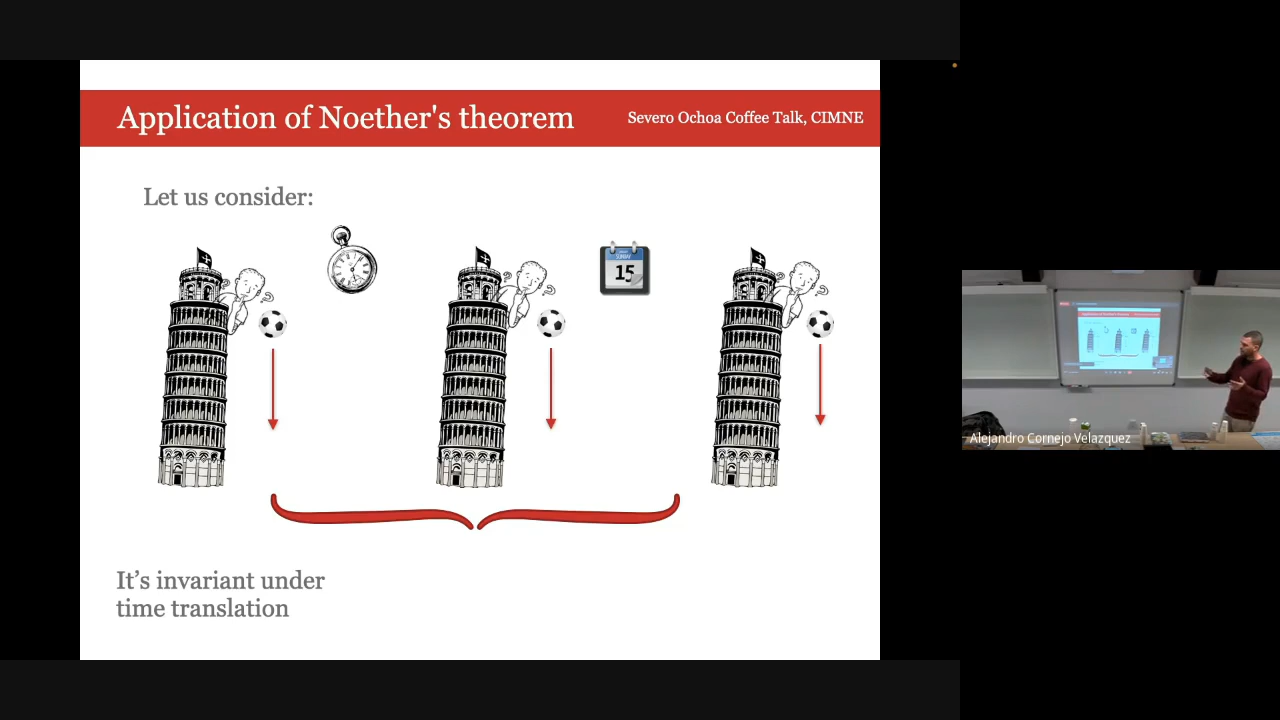 Application of Noether's theorem
Severo Ochoa Coffee Talk, CIMNE
Let us consider:
SUNDAY
15
It's invariant under
time translation
Alejandro Cornejo Velazquez